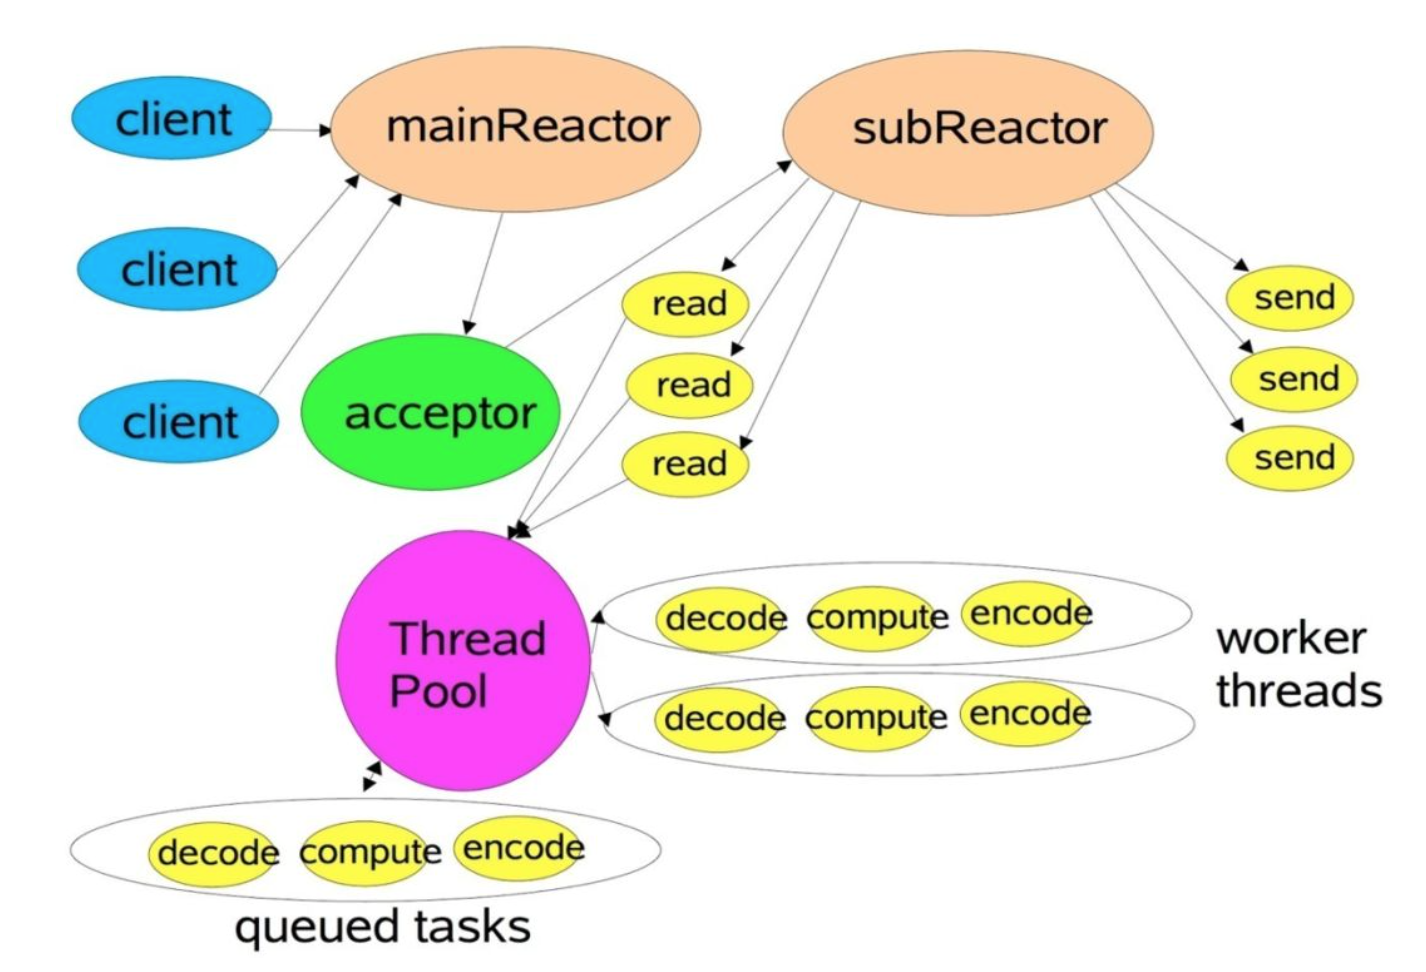 client
mainReactor
subReactor
client
client
acceptor
read
read
read
send
send
send
Thread
Pool
decode compute encode
decode compute encode
worker
threads
decode compute encode
queued tasks